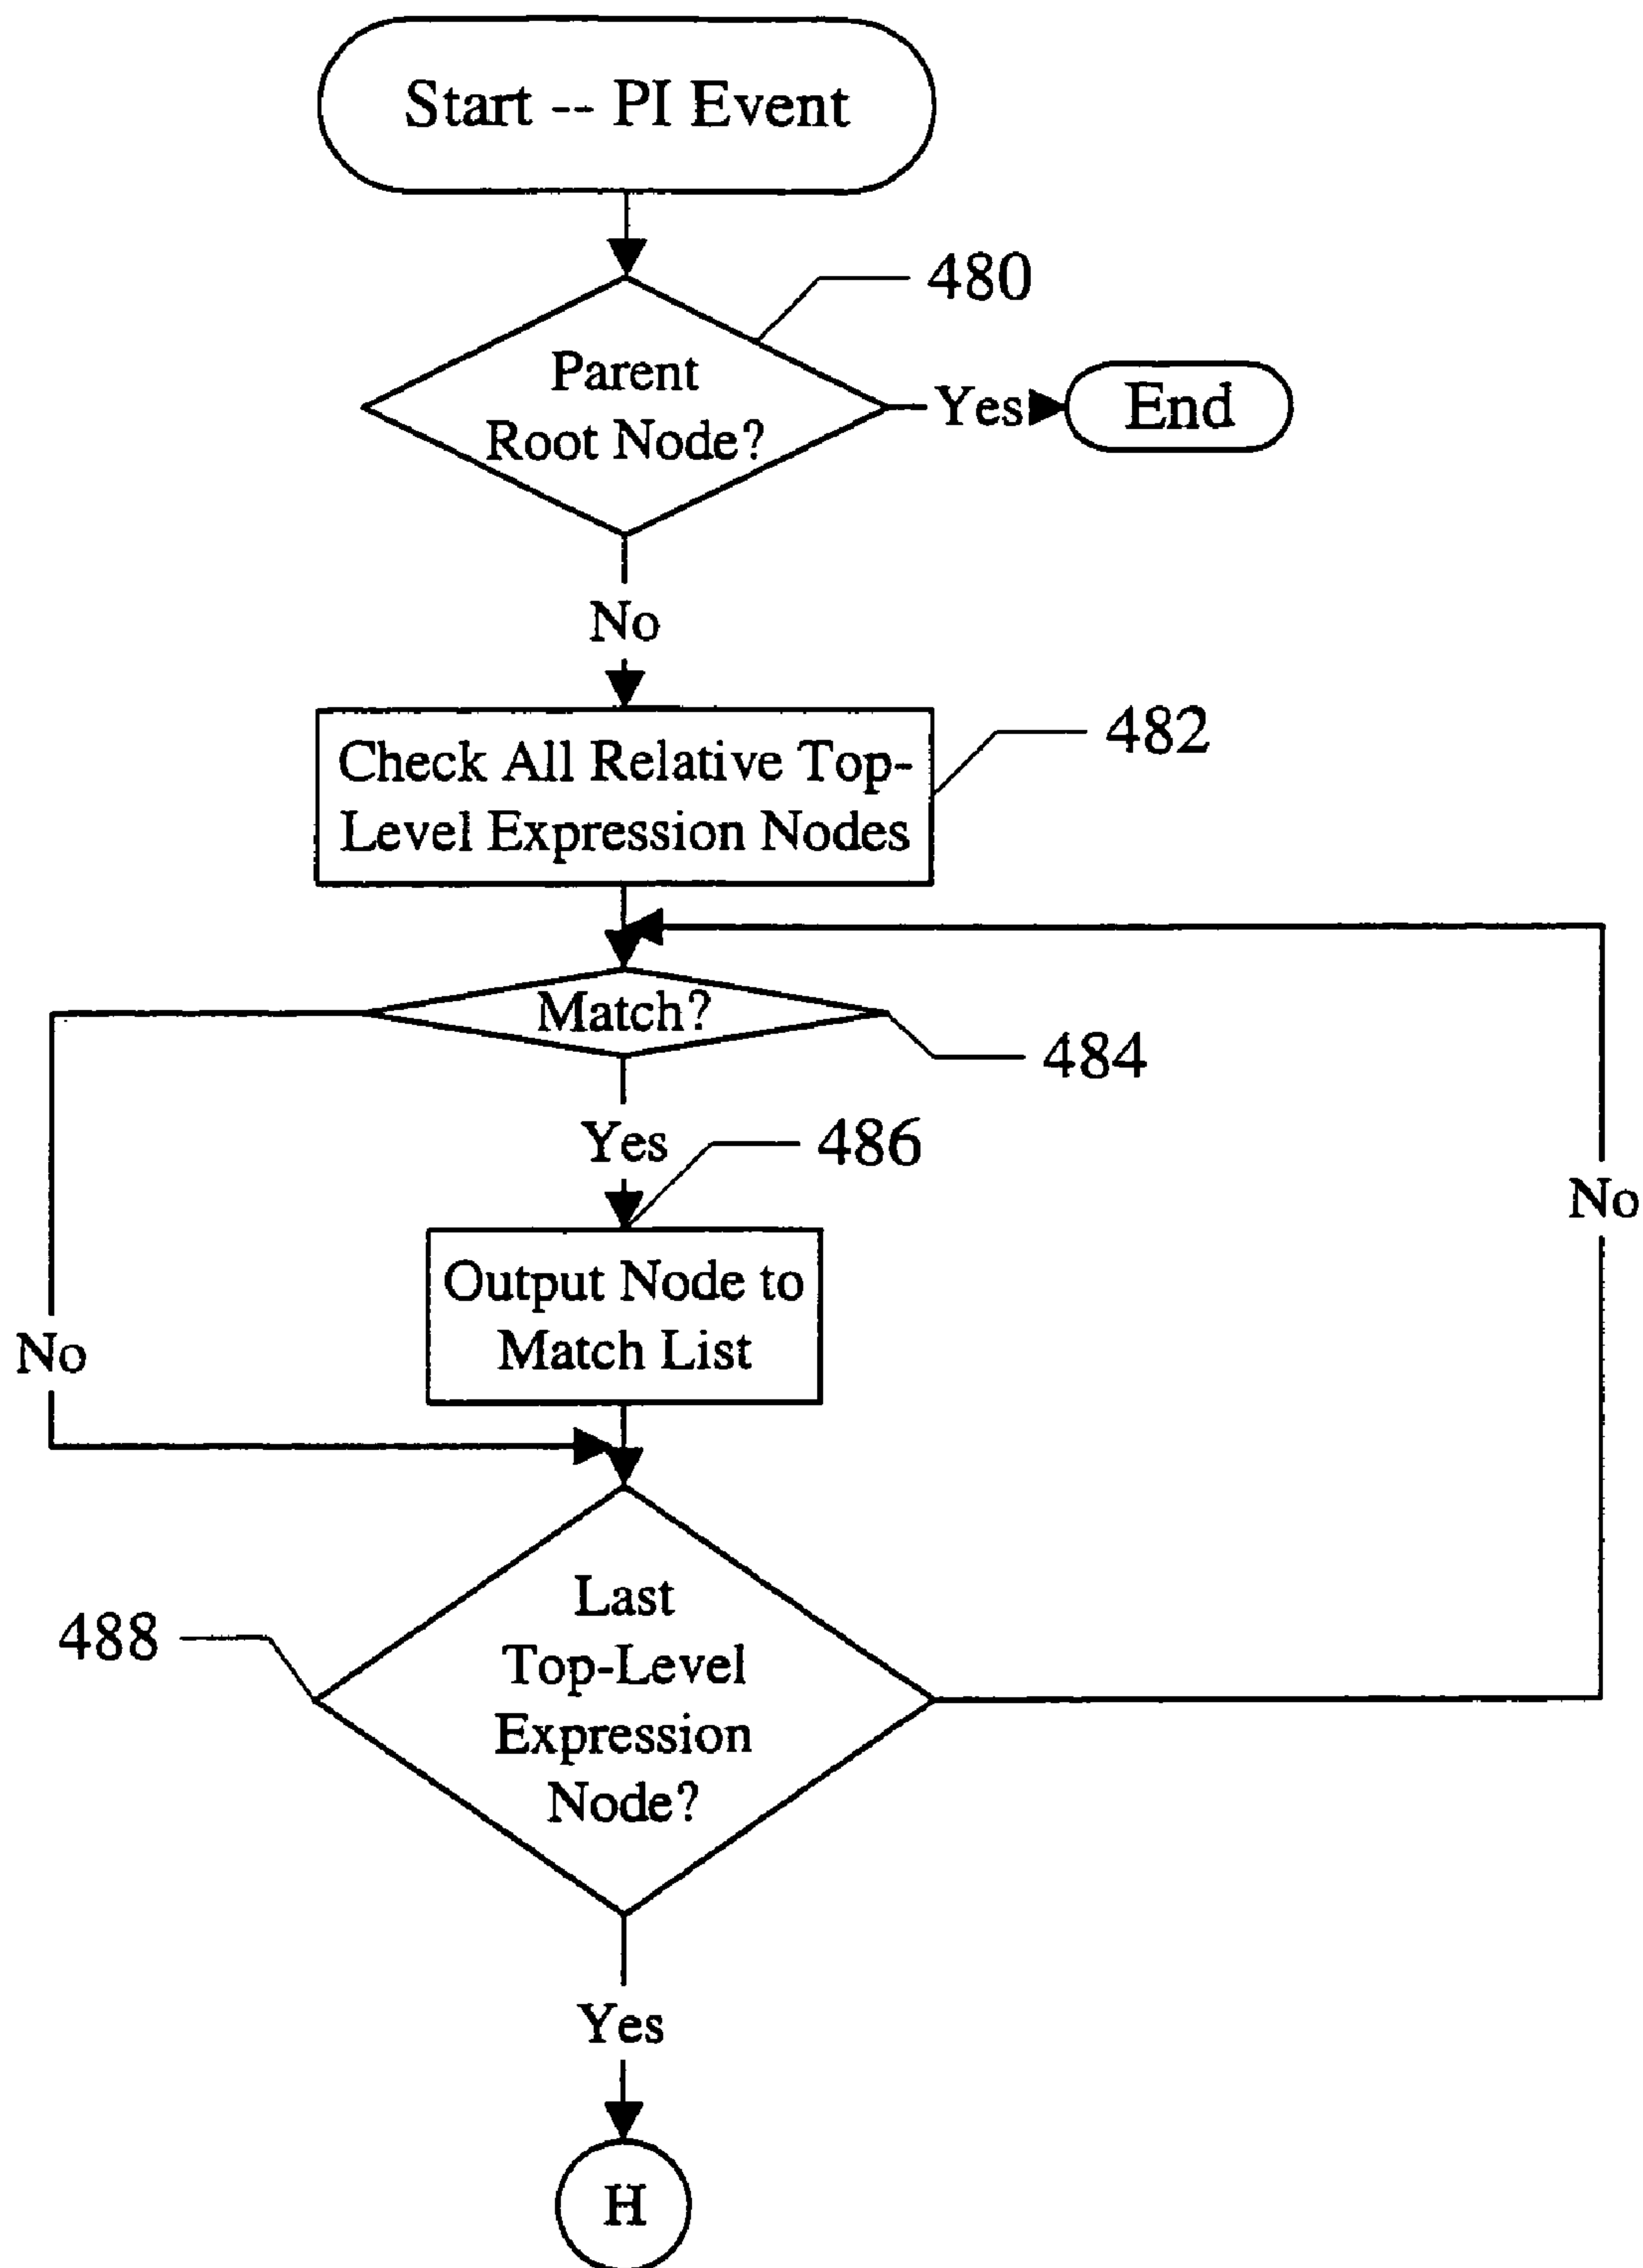 Start -- PI Event
480
Parent
Root Node?
Yes
End
No
482
Check All Relative Top-
Level Expression Nodes
Match?
484
Yes
486
No
Output Node to
Match List
No
Last
Top-Level
Expression
Node?
488
Yes
H